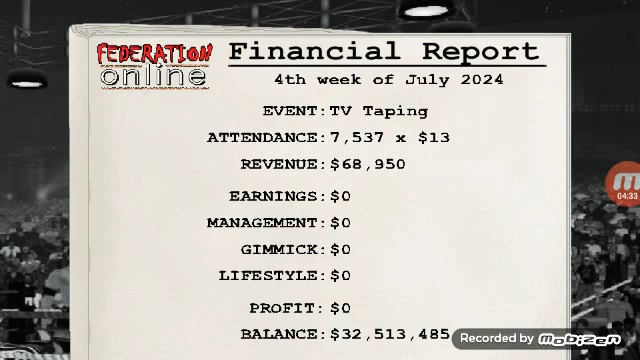 FEDERATION
online
Financial Report
4th week of July 2024
EVENT: TV Taping
ATTENDANCE: 7,537 x $13
REVENUE: $68,950
EARNINGS: $0
MANAGEMENT: $0
GIMMICK: $0
LIFESTYLE: $0
PROFIT: $0
BALANCE: $32,513,485
04:33
Recorded by mobizen